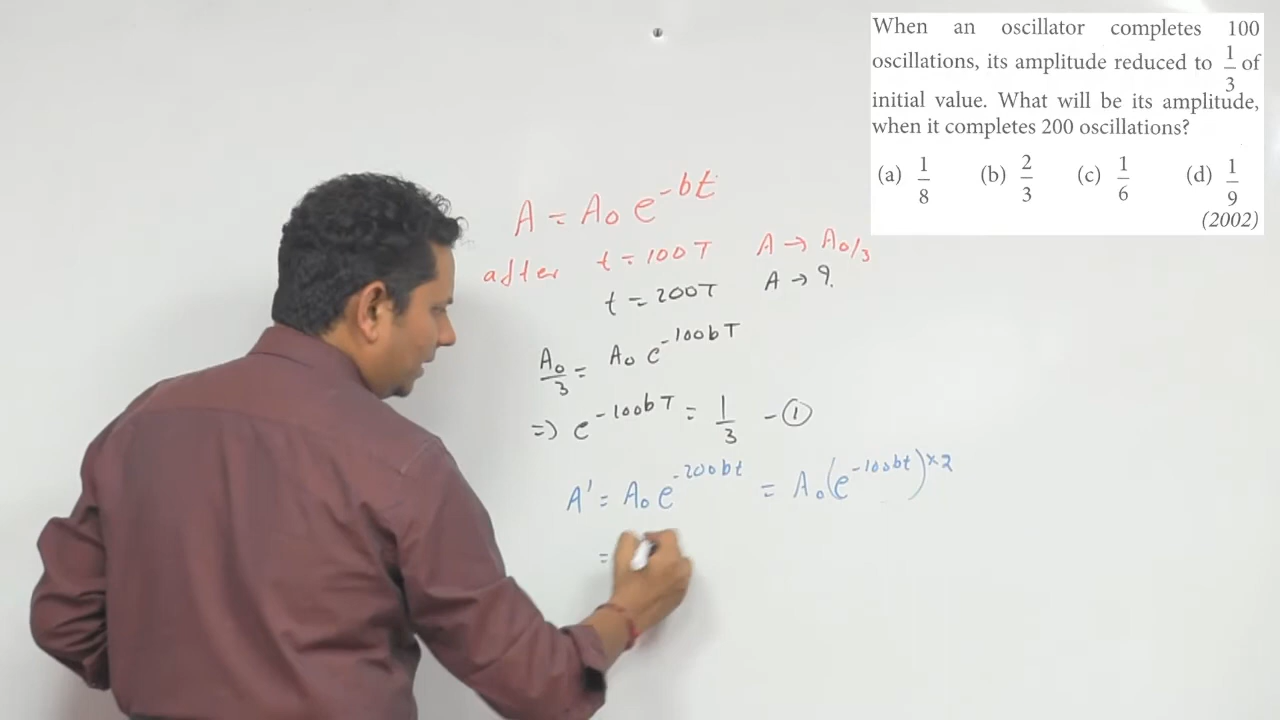 When an oscillator completes 100
oscillations, its amplitude reduced to 1/3 of
initial value. What will be its amplitude,
when it completes 200 oscillations?
(a) 1/8 (b) 2/3 (c) 1/6 (d) 1/9
(2002)
A = A₀ e^{-bt}
after t = 100T A → A₀/3
t = 200T A → ?
A₀/3 = A₀ e^{-100bT}
=> e^{-100bT} = 1/3 - ①
A' = A₀ e^{-200bt} = A₀(e^{-100bt})^{×2}
=